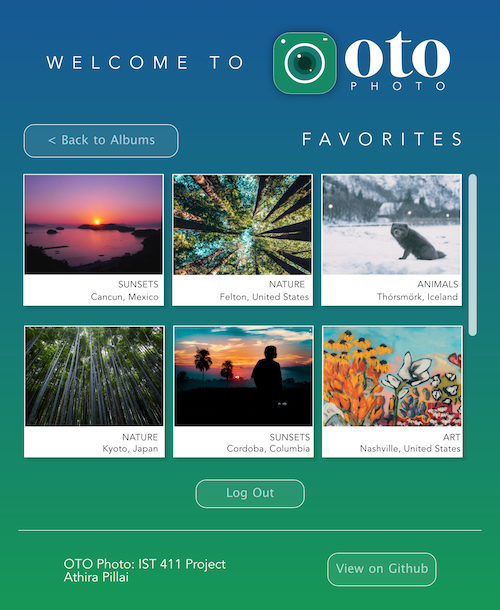 WELCOME TO
oto
PHOTO
< Back to Albums
FAVORITES
SUNSETS
Cancun, Mexico
NATURE
Felton, United States
ANIMALS
Thórsmörk, Iceland
NATURE
Kyoto, Japan
SUNSETS
Cordoba, Columbia
ART
Nashville, United States
Log Out
OTO Photo: IST 411 Project
Athira Pillai
View on Github